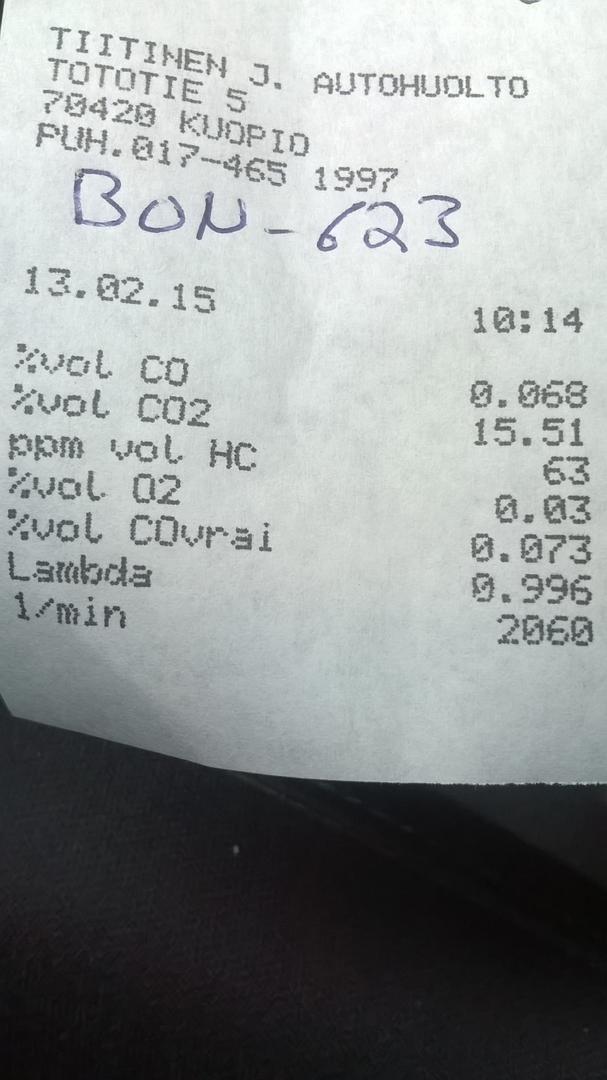 TIITINEN J. AUTOHUOLTO
TOTOTIE 5
70420 KUOPIO
PUH.017-465 1997
BON-623
13.02.15 10:14
%vol CO 0.068
%vol CO2 15.51
ppm vol HC 63
%vol O2 0.03
%vol COvrai 0.073
Lambda 0.996
1/min 2060